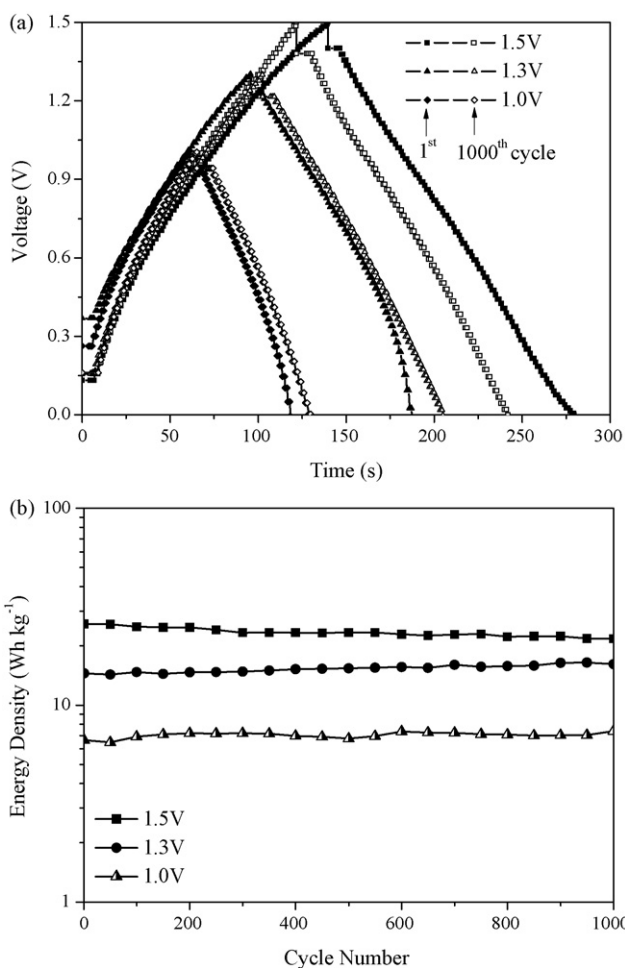 (a)
1.5
1.2
0.9
0.6
0.3
0.0
Voltage (V)
1.5V
1.3V
1.0V
1st 1000th cycle
0 50 100 150 200 250 300
Time (s)
(b)
100
10
1
Energy Density (Wh kg-1)
1.5V
1.3V
1.0V
0 200 400 600 800 1000
Cycle Number